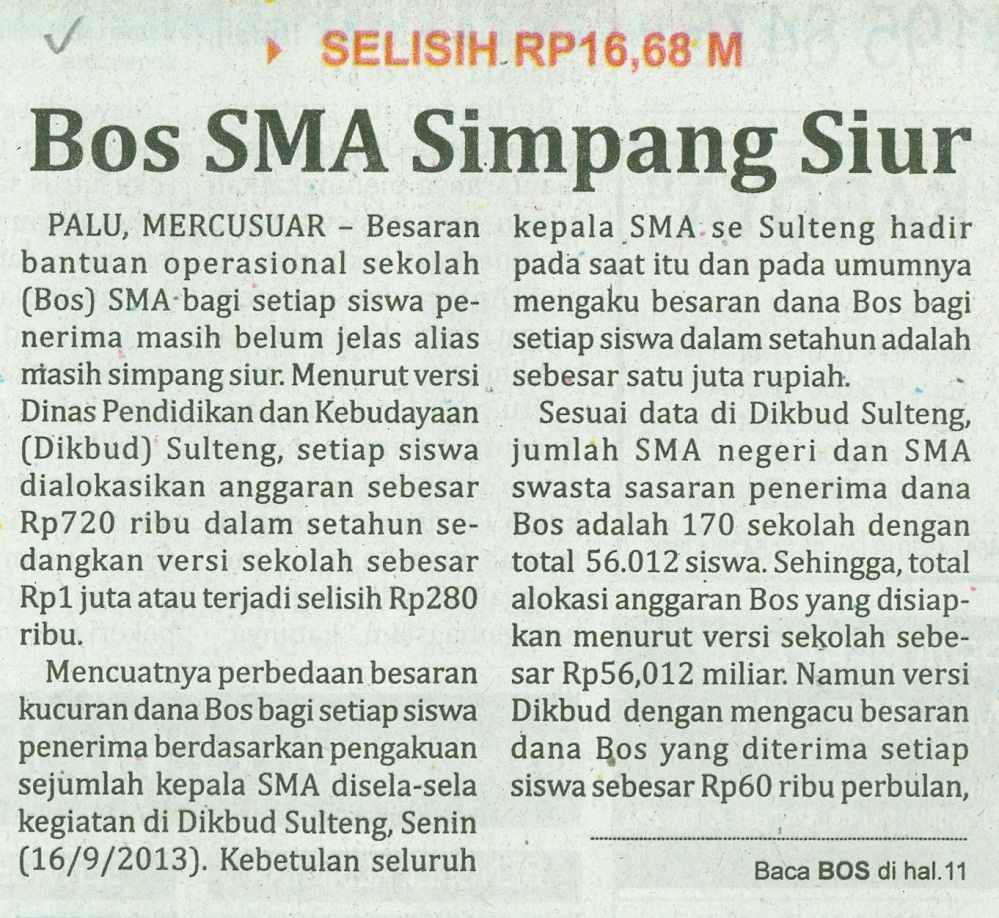 SELISIH RP16,68 M
Bos SMA Simpang Siur
PALU, MERCUSUAR – Besaran
bantuan operasional sekolah
(Bos) SMA bagi setiap siswa pe-
nerima masih belum jelas alias
masih simpang siur. Menurut versi
Dinas Pendidikan dan Kebudayaan
(Dikbud) Sulteng, setiap siswa
dialokasikan anggaran sebesar
Rp720 ribu dalam setahun se-
dangkan versi sekolah sebesar
Rp1 juta atau terjadi selisih Rp280
ribu.
Mencuatnya perbedaan besaran
kucuran dana Bos bagi setiap siswa
penerima berdasarkan pengakuan
sejumlah kepala SMA disela-sela
kegiatan di Dikbud Sulteng, Senin
(16/9/2013). Kebetulan seluruh
kepala SMA se Sulteng hadir
pada saat itu dan pada umumnya
mengaku besaran dana Bos bagi
setiap siswa dalam setahun adalah
sebesar satu juta rupiah.
Sesuai data di Dikbud Sulteng,
jumlah SMA negeri dan SMA
swasta sasaran penerima dana
Bos adalah 170 sekolah dengan
total 56.012 siswa. Sehingga, total
alokasi anggaran Bos yang disiap-
kan menurut versi sekolah sebe-
sar Rp56,012 miliar. Namun versi
Dikbud dengan mengacu besaran
dana Bos yang diterima setiap
siswa sebesar Rp60 ribu perbulan,
Baca BOS di hal.11